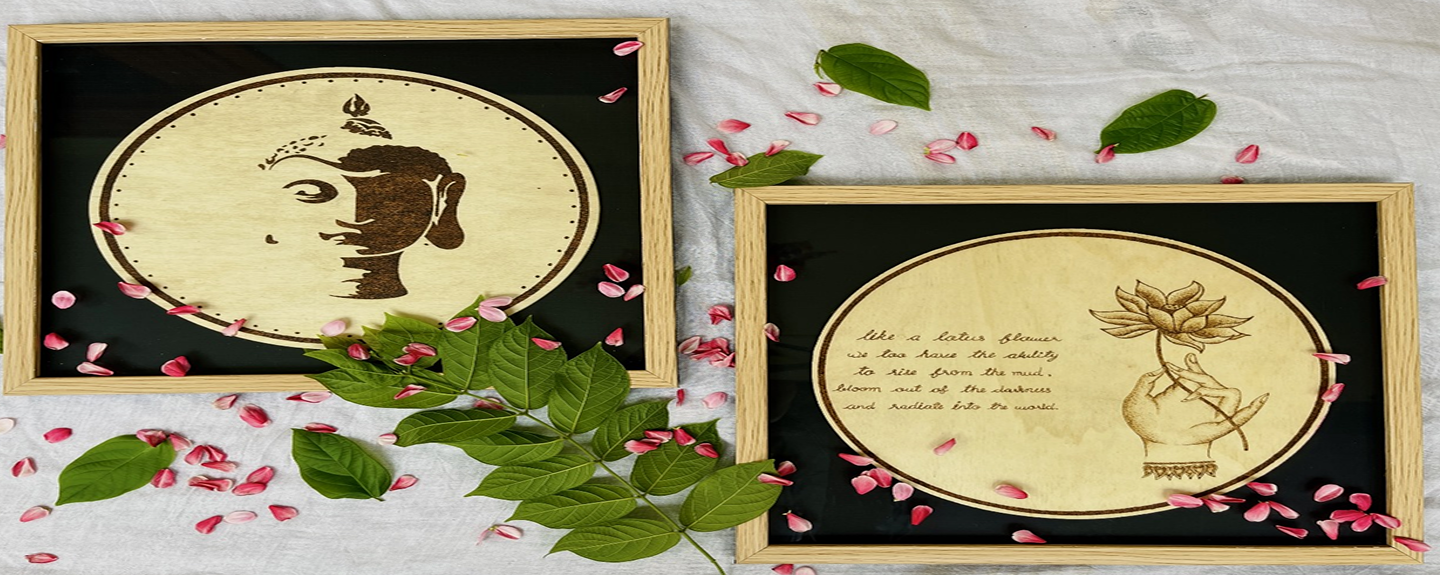 like a lotus flower
we too have the ability
to rise from the mud,
bloom out of the darkness
and radiate into the world.